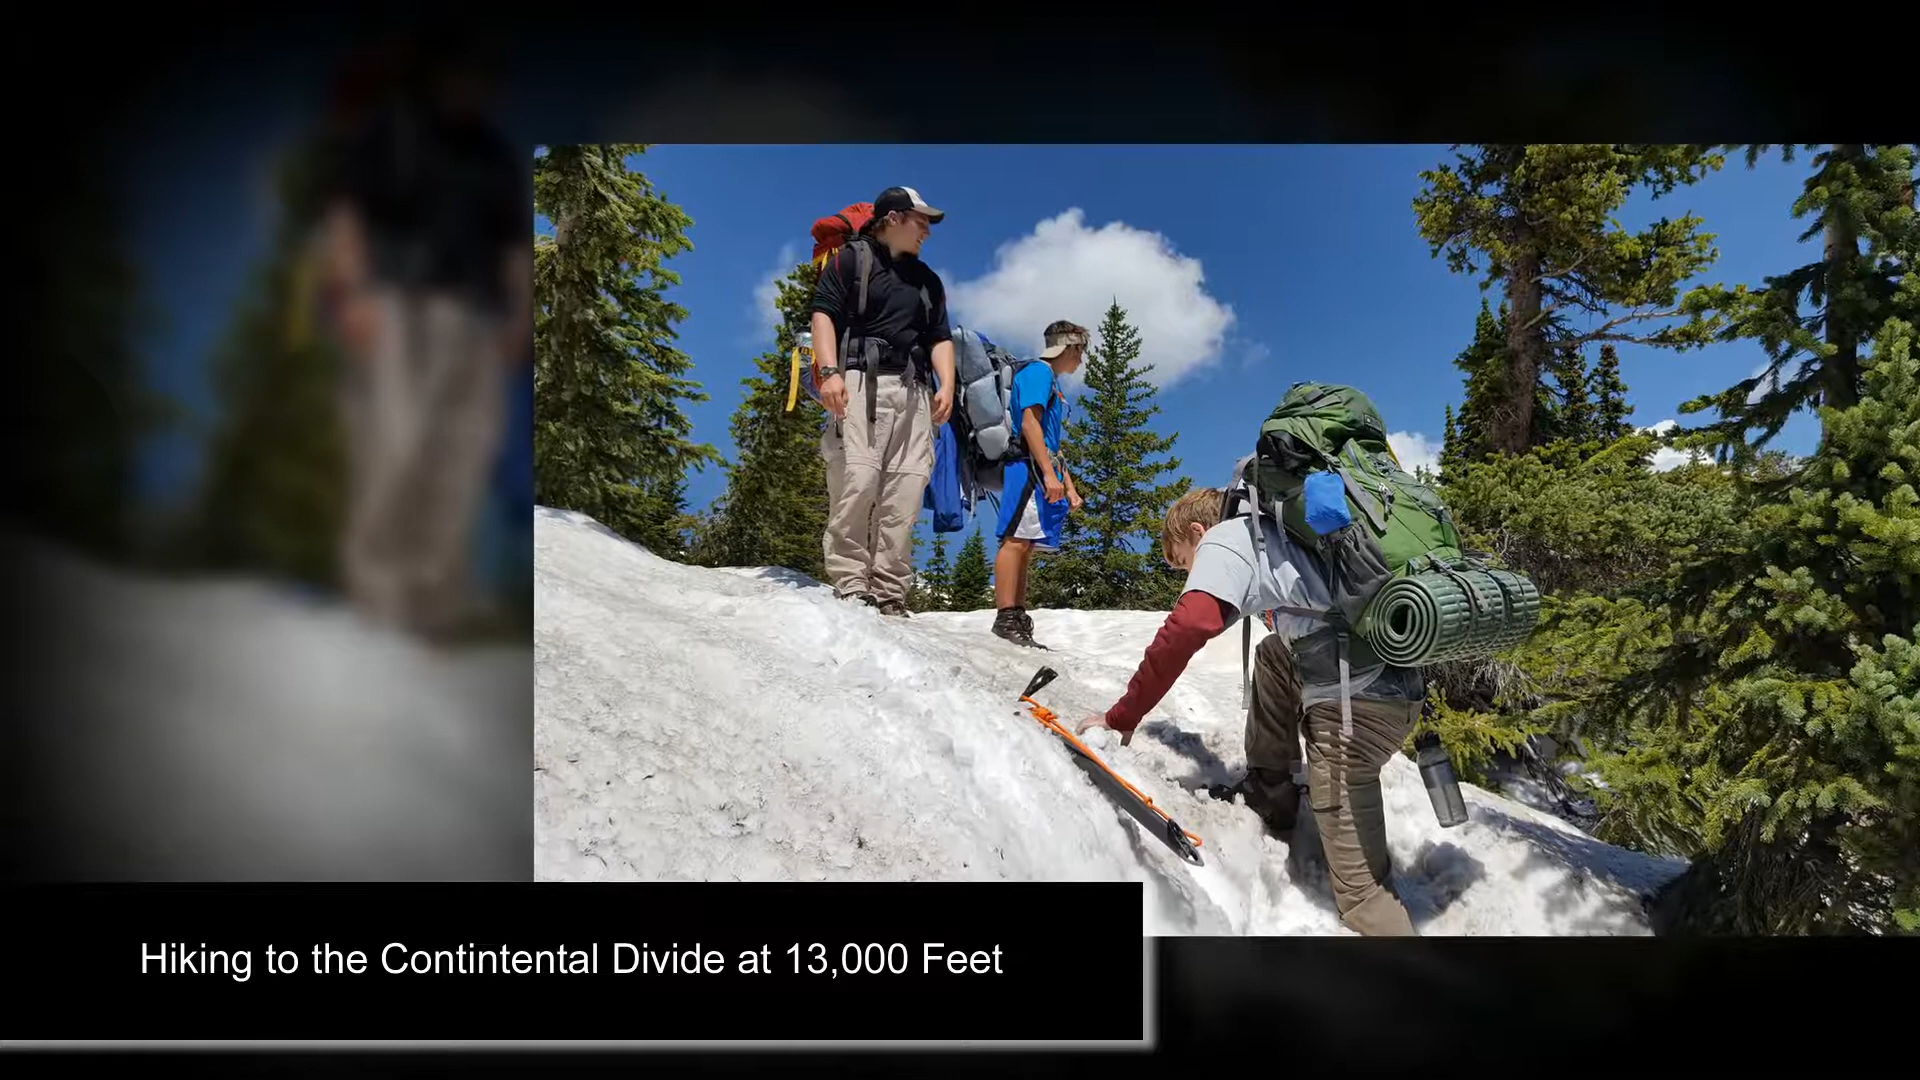 Hiking to the Contintental Divide at 13,000 Feet